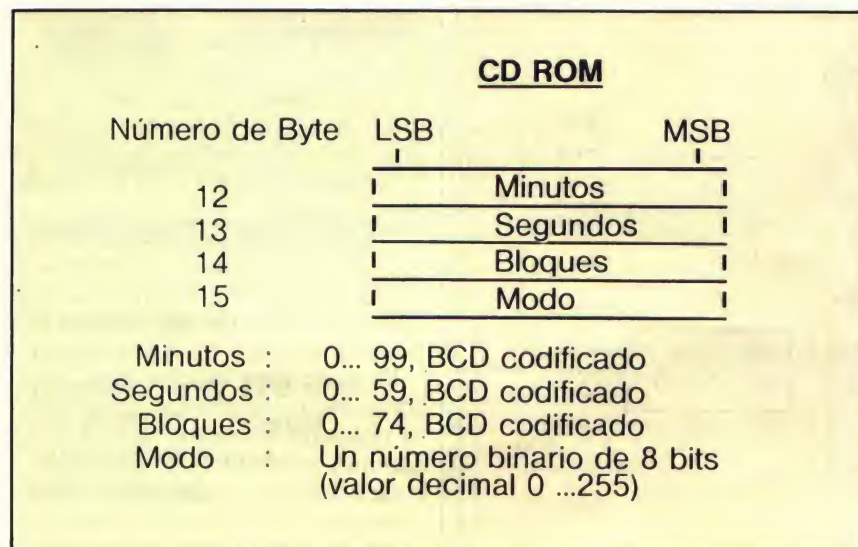 CD ROM
Número de Byte LSB MSB
12 Minutos
13 Segundos
14 Bloques
15 Modo
Minutos : 0... 99, BCD codificado
Segundos : 0... 59, BCD codificado
Bloques : 0... 74, BCD codificado
Modo : Un número binario de 8 bits
(valor decimal 0 ...255)